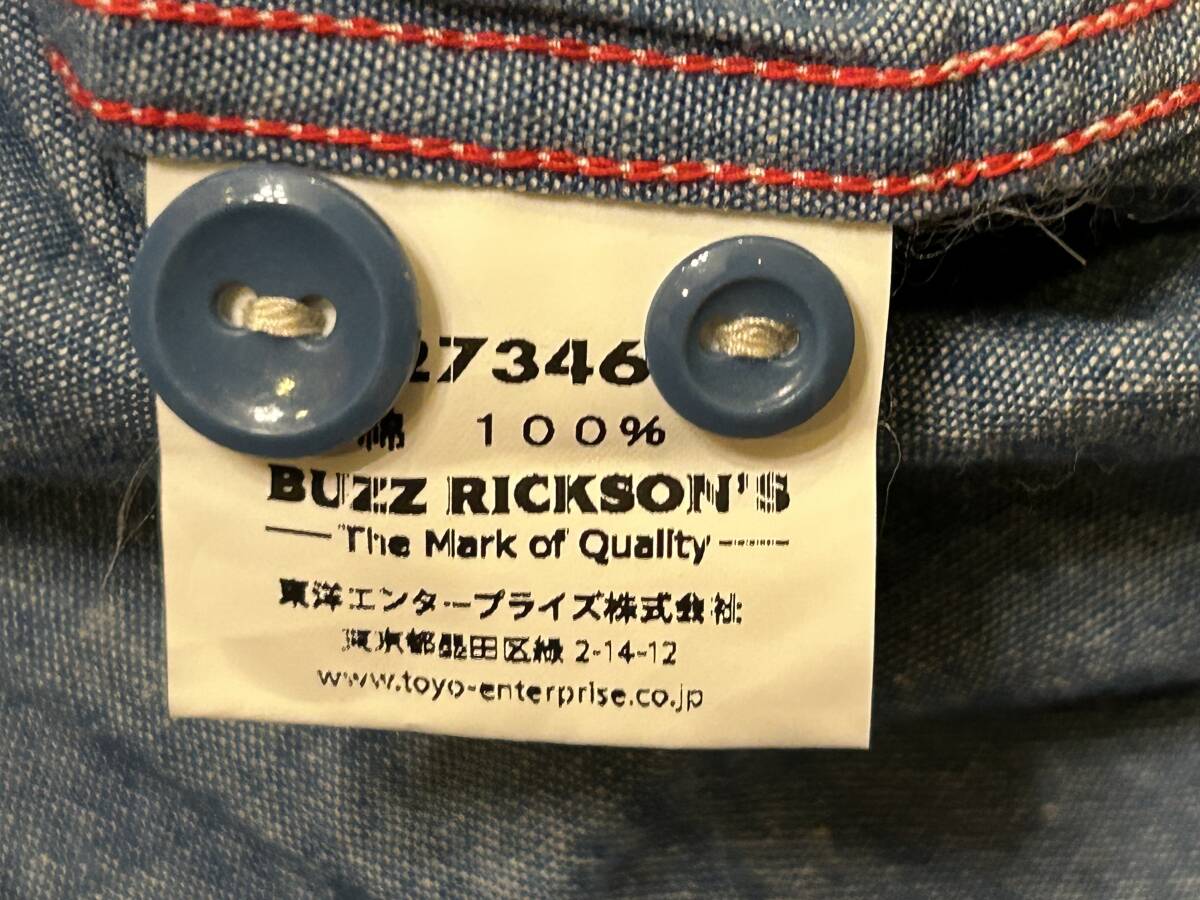 27346
綿 100%
BUZZ RICKSON'S
The Mark of Quality
東洋エンタープライズ株式会社
東京都墨田区緑 2-14-12
www.toyo-enterprise.co.jp